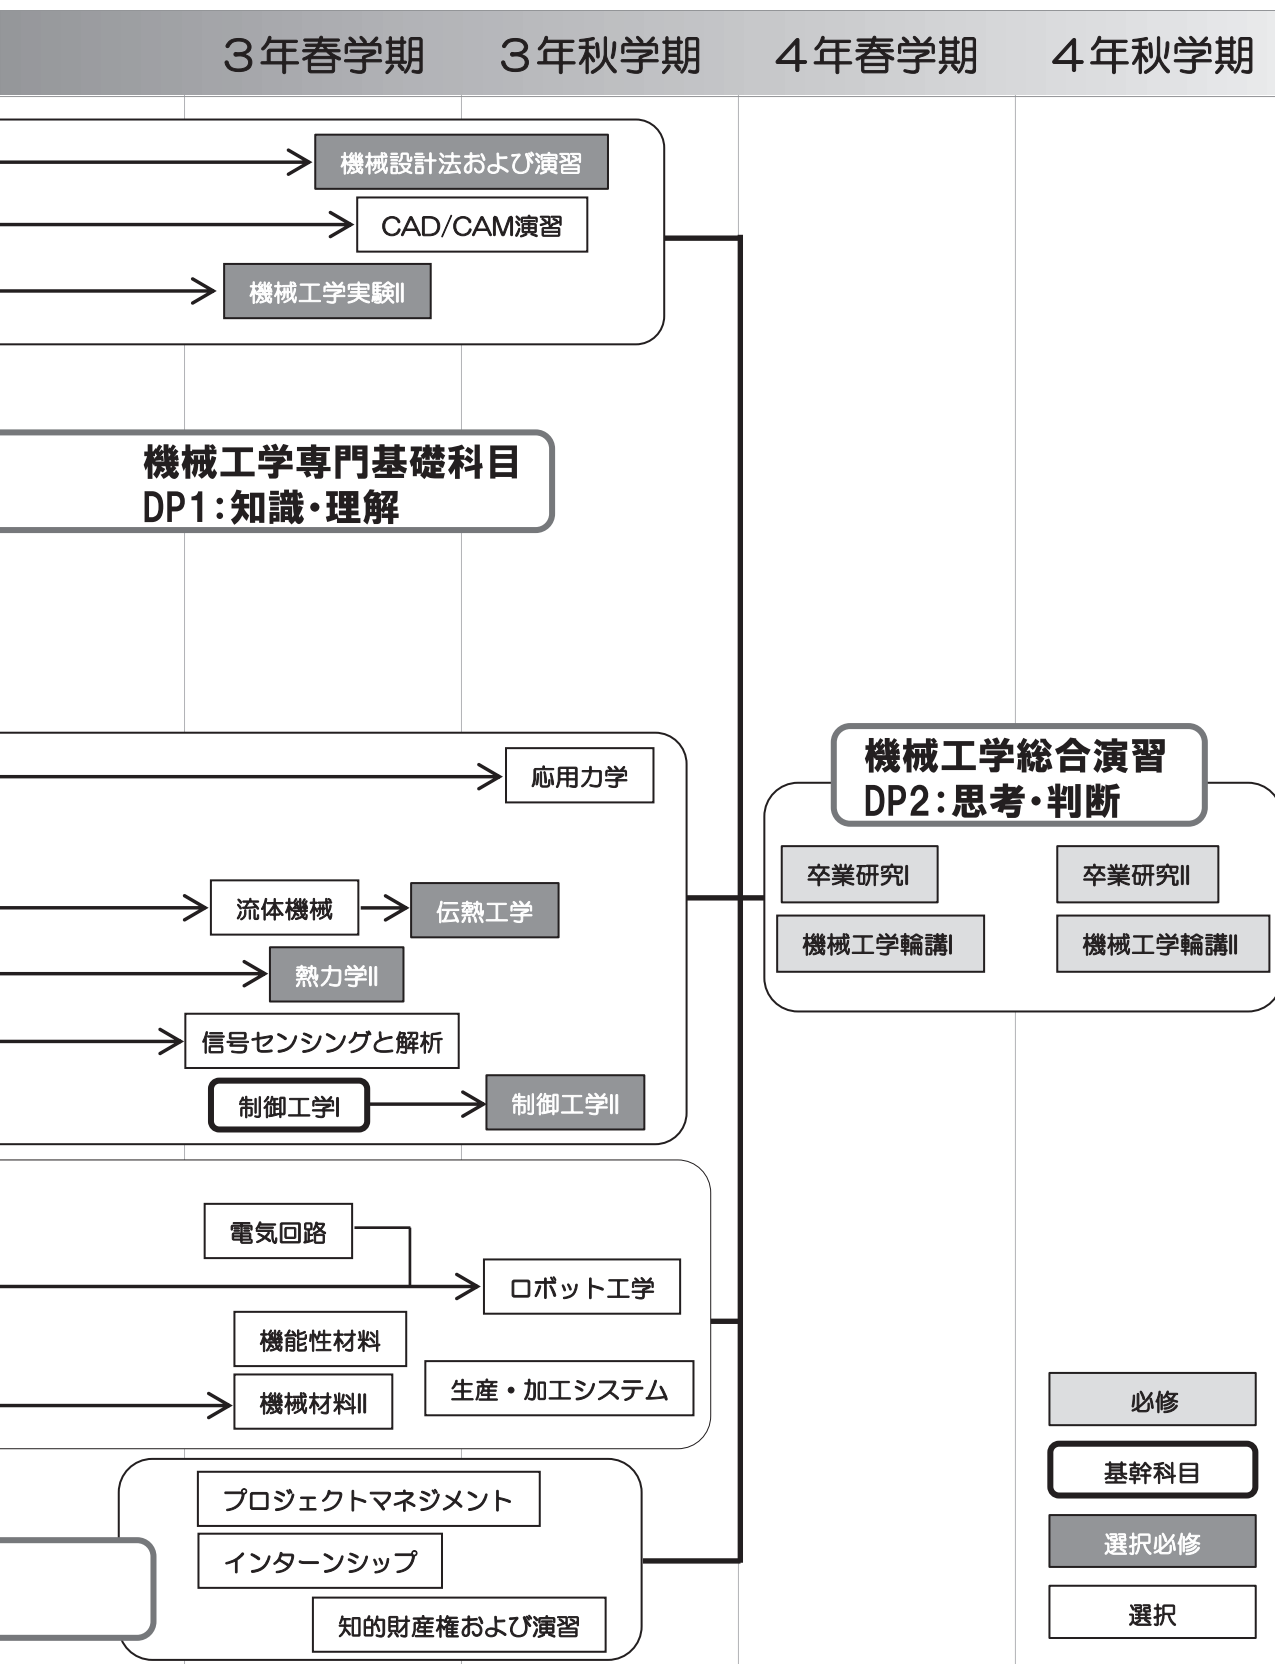 3年春学期
3年秋学期
4年春学期
4年秋学期
機械設計法および演習
CAD/CAM演習
機械工学実験II
機械工学専門基礎科目
DP1:知識・理解
応用力学
流体機械
伝熱工学
熱力学II
信号センシングと解析
制御工学I
制御工学II
機械工学総合演習
DP2:思考・判断
卒業研究I
卒業研究II
機械工学輪講I
機械工学輪講II
電気回路
ロボット工学
機能性材料
生産・加工システム
機械材料II
プロジェクトマネジメント
インターンシップ
知的財産権および演習
必修
基幹科目
選択必修
選択